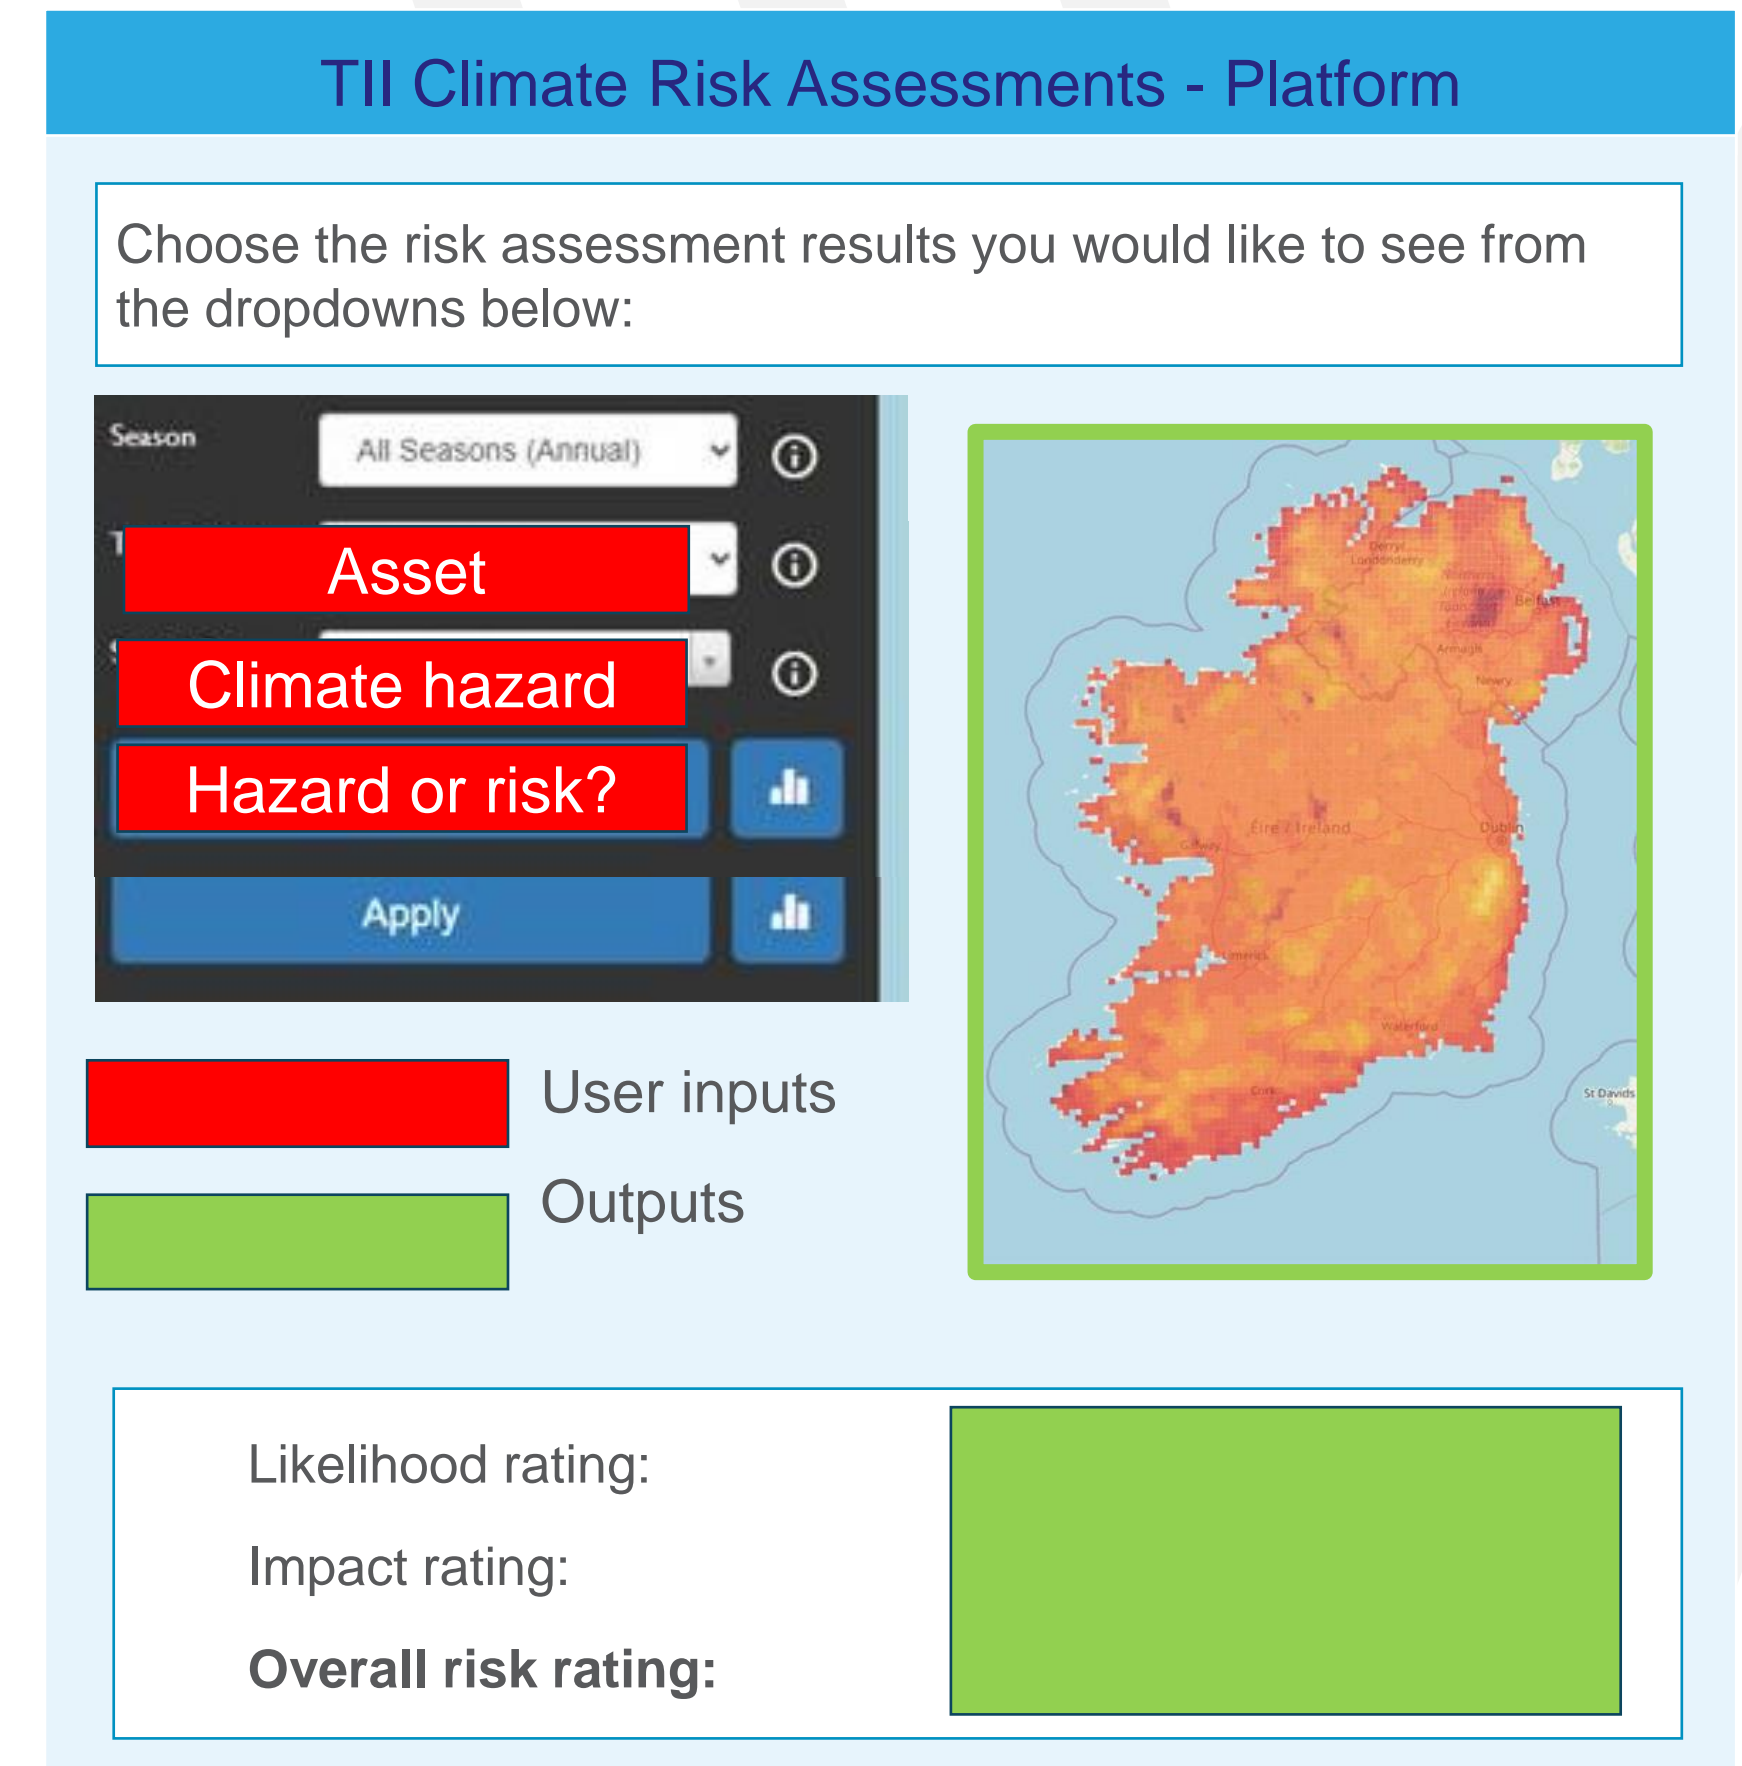 TII Climate Risk Assessments - Platform
Choose the risk assessment results you would like to see from
the dropdowns below:
Season
All Seasons (Annual)
T
Asset
Climate hazard
Hazard or risk?
Apply
User inputs
Outputs
Derry/
Londonderry
Northern
Ireland
Belfast
Armagh
Newry
Éire / Ireland
Dublin
Galway
Limerick
Waterford
Cork
St Davids
Likelihood rating:
Impact rating:
Overall risk rating: